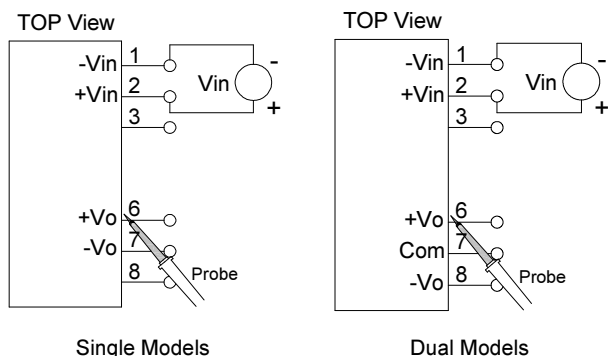 TOP View
-Vin 1
+Vin 2
3
Vin
-
+
+Vo 6
-Vo 7
8
Probe
Single Models
TOP View
-Vin 1
+Vin 2
3
Vin
-
+
+Vo 6
Com 7
-Vo 8
Probe
Dual Models